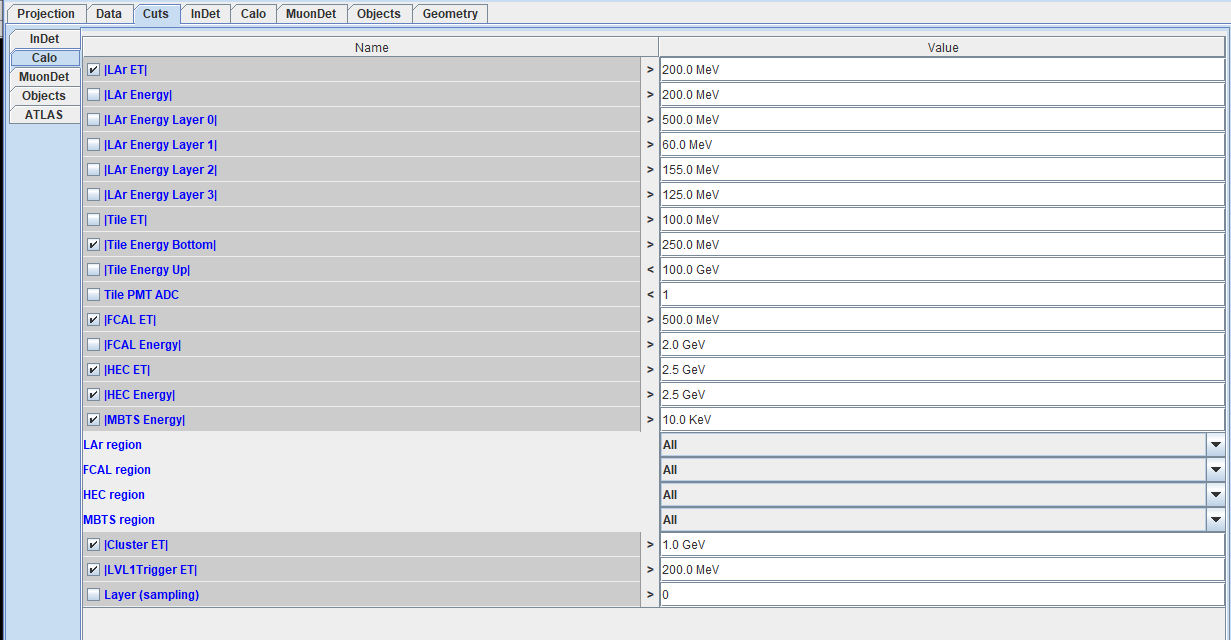 Projection Data Cuts InDet Calo MuonDet Objects Geometry
InDet
Calo
MuonDet
Objects
ATLAS
Name Value
|LAr ET| > 200.0 MeV
|LAr Energy| > 200.0 MeV
|LAr Energy Layer 0| > 500.0 MeV
|LAr Energy Layer 1| > 60.0 MeV
|LAr Energy Layer 2| > 155.0 MeV
|LAr Energy Layer 3| > 125.0 MeV
|Tile ET| > 100.0 MeV
|Tile Energy Bottom| > 250.0 MeV
|Tile Energy Up| < 100.0 GeV
Tile PMT ADC < 1
|FCAL ET| > 500.0 MeV
|FCAL Energy| > 2.0 GeV
|HEC ET| > 2.5 GeV
|HEC Energy| > 2.5 GeV
|MBTS Energy| > 10.0 KeV
LAr region All
FCAL region All
HEC region All
MBTS region All
|Cluster ET| > 1.0 GeV
|LVL1Trigger ET| > 200.0 MeV
Layer (sampling) > 0